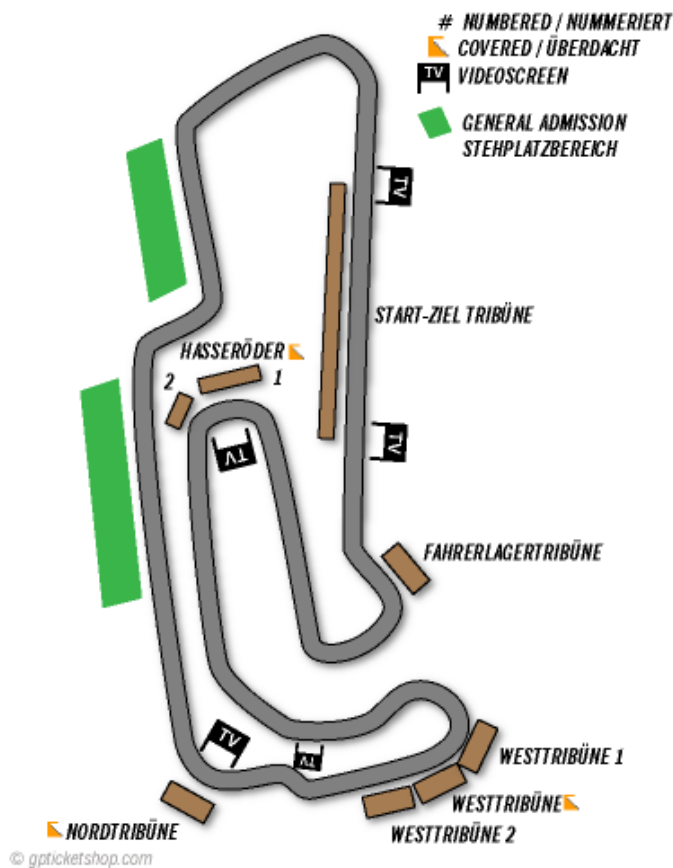 # NUMBERED / NUMMERIERT
COVERED / ÜBERDACHT
TV VIDEOSCREEN
GENERAL ADMISSION
STEHPLATZBEREICH
TV
START-ZIEL TRIBÜNE
HASSERÖDER
2
1
TV
TV
FAHRERLAGERTRIBÜNE
TV
TV
WESTTRIBÜNE 1
WESTTRIBÜNE
NORDTRIBÜNE
WESTTRIBÜNE 2
© gpticketshop.com